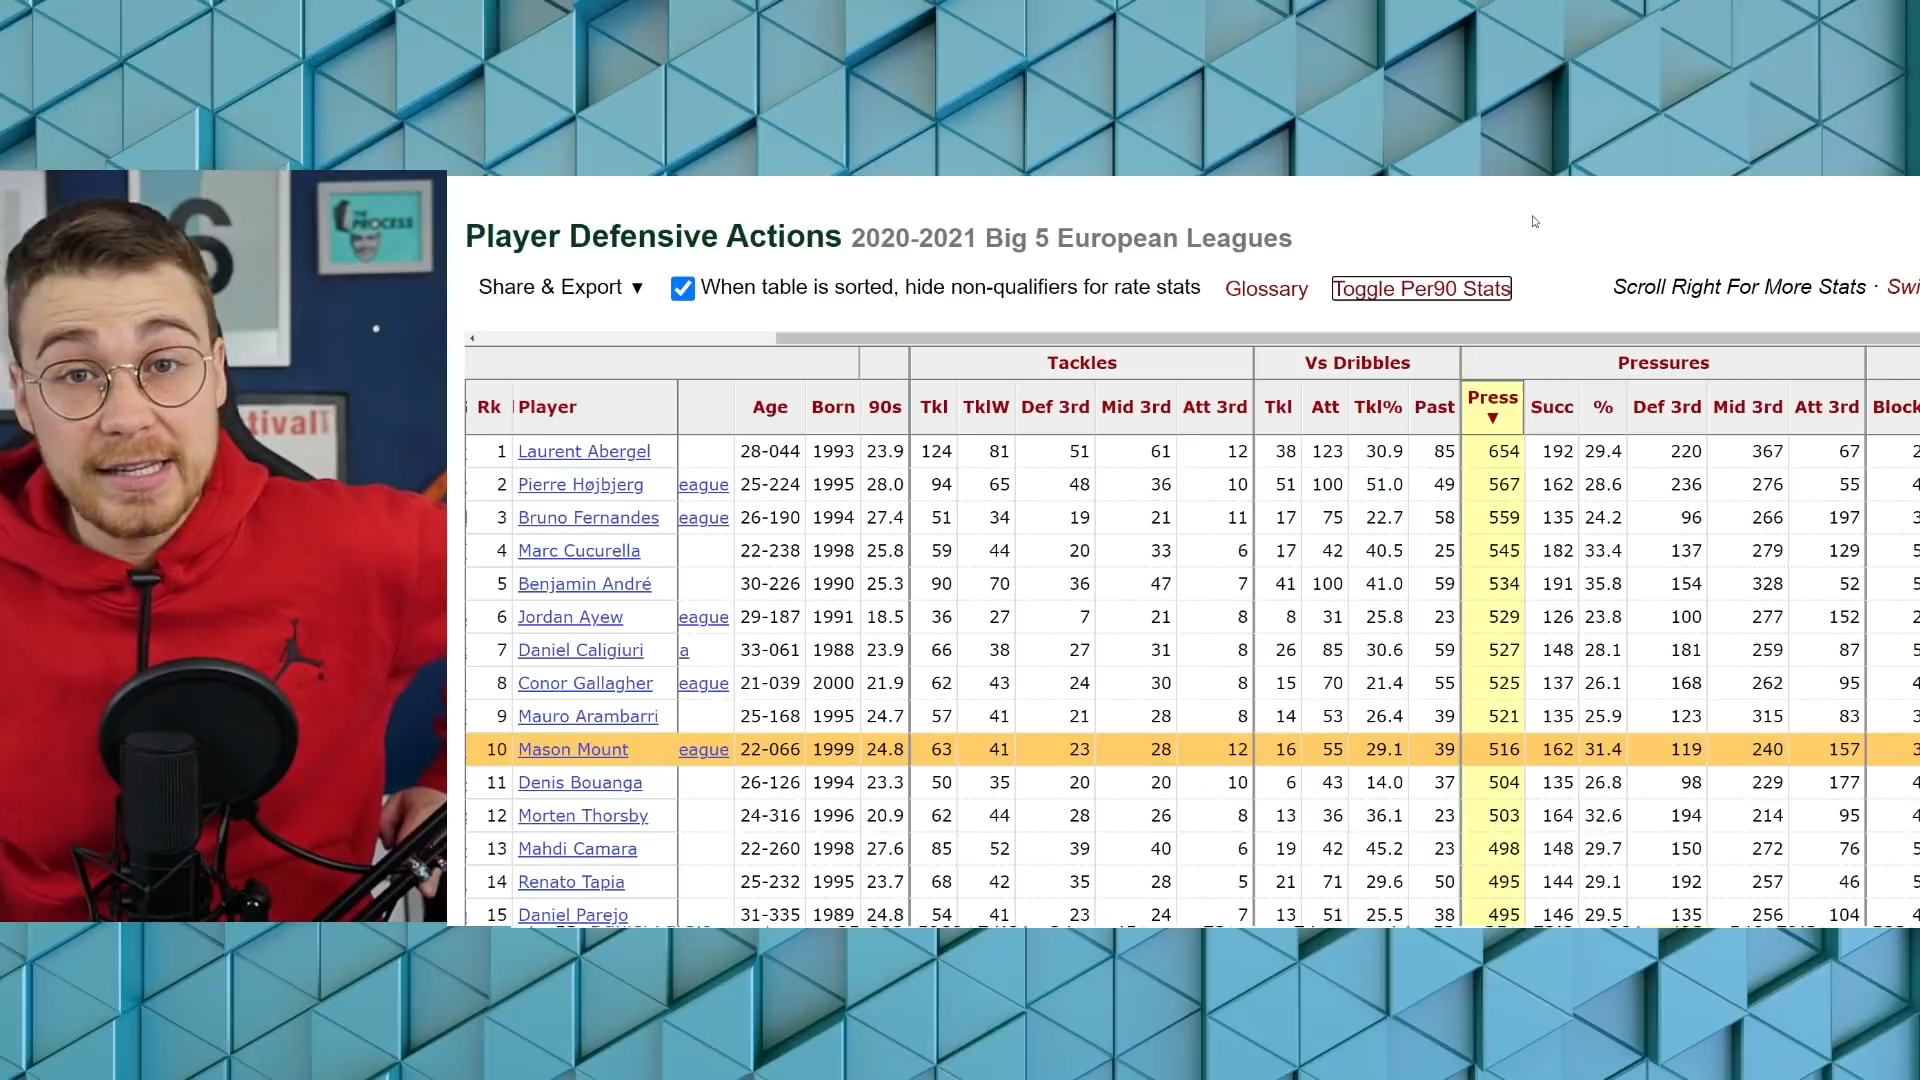 S
THE
PROCESS
tivalT
Player Defensive Actions 2020-2021 Big 5 European Leagues
Share & Export ▼ When table is sorted, hide non-qualifiers for rate stats Glossary Toggle Per90 Stats Scroll Right For More Stats · Swi
Tackles Vs Dribbles Pressures
Rk Player Age Born 90s Tkl TklW Def 3rd Mid 3rd Att 3rd Tkl Att Tkl% Past Press ▼ Succ % Def 3rd Mid 3rd Att 3rd Block
1 Laurent Abergel 28-044 1993 23.9 124 81 51 61 12 38 123 30.9 85 654 192 29.4 220 367 67 2
2 Pierre Højbjerg eague 25-224 1995 28.0 94 65 48 36 10 51 100 51.0 49 567 162 28.6 236 276 55 4
3 Bruno Fernandes eague 26-190 1994 27.4 51 34 19 21 11 17 75 22.7 58 559 135 24.2 96 266 197 3
4 Marc Cucurella 22-238 1998 25.8 59 44 20 33 6 17 42 40.5 25 545 182 33.4 137 279 129 5
5 Benjamin André 30-226 1990 25.3 90 70 36 47 7 41 100 41.0 59 534 191 35.8 154 328 52 5
6 Jordan Ayew eague 29-187 1991 18.5 36 27 7 21 8 8 31 25.8 23 529 126 23.8 100 277 152 2
7 Daniel Caligiuri a 33-061 1988 23.9 66 38 27 31 8 26 85 30.6 59 527 148 28.1 181 259 87 5
8 Conor Gallagher eague 21-039 2000 21.9 62 43 24 30 8 15 70 21.4 55 525 137 26.1 168 262 95 4
9 Mauro Arambarri 25-168 1995 24.7 57 41 21 28 8 14 53 26.4 39 521 135 25.9 123 315 83 3
10 Mason Mount eague 22-066 1999 24.8 63 41 23 28 12 16 55 29.1 39 516 162 31.4 119 240 157 3
11 Denis Bouanga 26-126 1994 23.3 50 35 20 20 10 6 43 14.0 37 504 135 26.8 98 229 177 4
12 Morten Thorsby 24-316 1996 20.9 62 44 28 26 8 13 36 36.1 23 503 164 32.6 194 214 95 4
13 Mahdi Camara 22-260 1998 27.6 85 52 39 40 6 19 42 45.2 23 498 148 29.7 150 272 76 5
14 Renato Tapia 25-232 1995 23.7 68 42 35 28 5 21 71 29.6 50 495 144 29.1 192 257 46 5
15 Daniel Parejo 31-335 1989 24.8 54 41 23 24 7 13 51 25.5 38 495 146 29.5 135 256 104 4